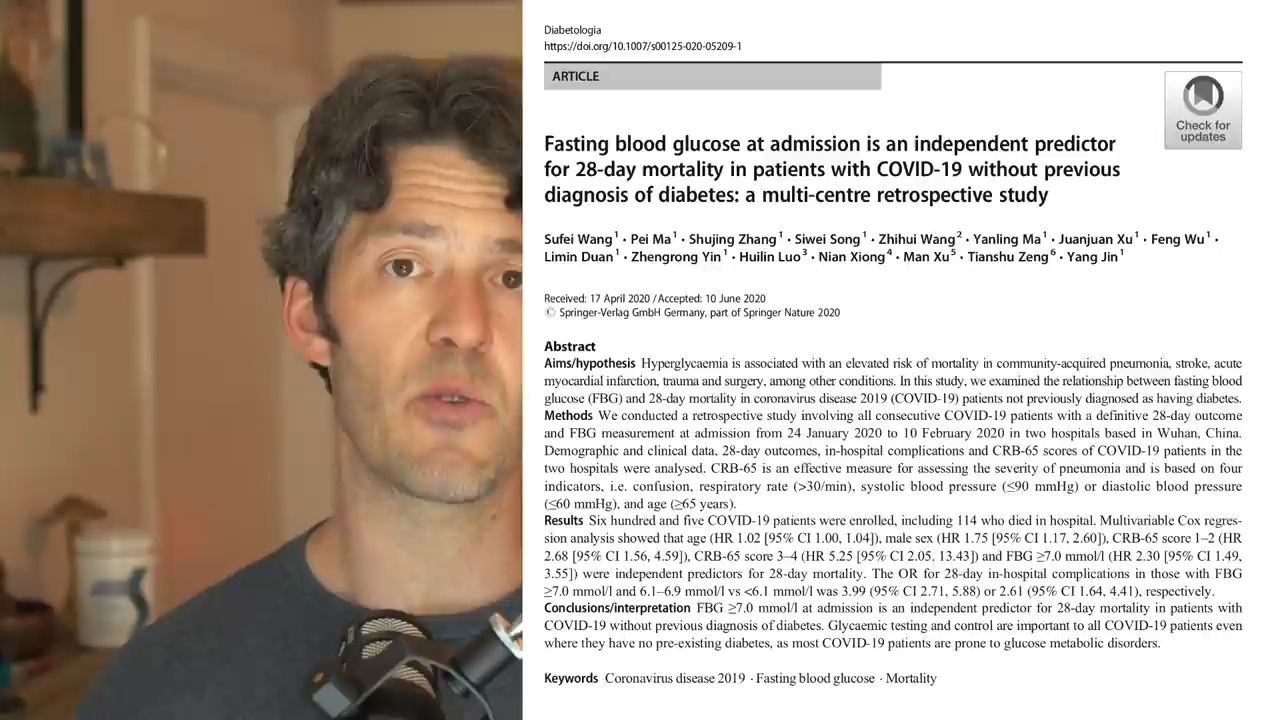 Diabetologia
https://doi.org/10.1007/s00125-020-05209-1
ARTICLE
Check for
updates
Fasting blood glucose at admission is an independent predictor
for 28-day mortality in patients with COVID-19 without previous
diagnosis of diabetes: a multi-centre retrospective study
Sufei Wang1 · Pei Ma1 · Shujing Zhang1 · Siwei Song1 · Zhihui Wang2 · Yanling Ma1 · Juanjuan Xu1 · Feng Wu1 ·
Limin Duan1 · Zhengrong Yin1 · Huilin Luo3 · Nian Xiong4 · Man Xu5 · Tianshu Zeng6 · Yang Jin1
Received: 17 April 2020 / Accepted: 10 June 2020
© Springer-Verlag GmbH Germany, part of Springer Nature 2020
Abstract
Aims/hypothesis Hyperglycaemia is associated with an elevated risk of mortality in community-acquired pneumonia, stroke, acute
myocardial infarction, trauma and surgery, among other conditions. In this study, we examined the relationship between fasting blood
glucose (FBG) and 28-day mortality in coronavirus disease 2019 (COVID-19) patients not previously diagnosed as having diabetes.
Methods We conducted a retrospective study involving all consecutive COVID-19 patients with a definitive 28-day outcome
and FBG measurement at admission from 24 January 2020 to 10 February 2020 in two hospitals based in Wuhan, China.
Demographic and clinical data, 28-day outcomes, in-hospital complications and CRB-65 scores of COVID-19 patients in the
two hospitals were analysed. CRB-65 is an effective measure for assessing the severity of pneumonia and is based on four
indicators, i.e. confusion, respiratory rate (>30/min), systolic blood pressure (≤90 mmHg) or diastolic blood pressure
(≤60 mmHg), and age (≥65 years).
Results Six hundred and five COVID-19 patients were enrolled, including 114 who died in hospital. Multivariable Cox regres-
sion analysis showed that age (HR 1.02 [95% CI 1.00, 1.04]), male sex (HR 1.75 [95% CI 1.17, 2.60]), CRB-65 score 1–2 (HR
2.68 [95% CI 1.56, 4.59]), CRB-65 score 3–4 (HR 5.25 [95% CI 2.05, 13.43]) and FBG ≥7.0 mmol/l (HR 2.30 [95% CI 1.49,
3.55]) were independent predictors for 28-day mortality. The OR for 28-day in-hospital complications in those with FBG
≥7.0 mmol/l and 6.1–6.9 mmol/l vs <6.1 mmol/l was 3.99 (95% CI 2.71, 5.88) or 2.61 (95% CI 1.64, 4.41), respectively.
Conclusions/interpretation FBG ≥7.0 mmol/l at admission is an independent predictor for 28-day mortality in patients with
COVID-19 without previous diagnosis of diabetes. Glycaemic testing and control are important to all COVID-19 patients even
where they have no pre-existing diabetes, as most COVID-19 patients are prone to glucose metabolic disorders.
Keywords Coronavirus disease 2019 · Fasting blood glucose · Mortality